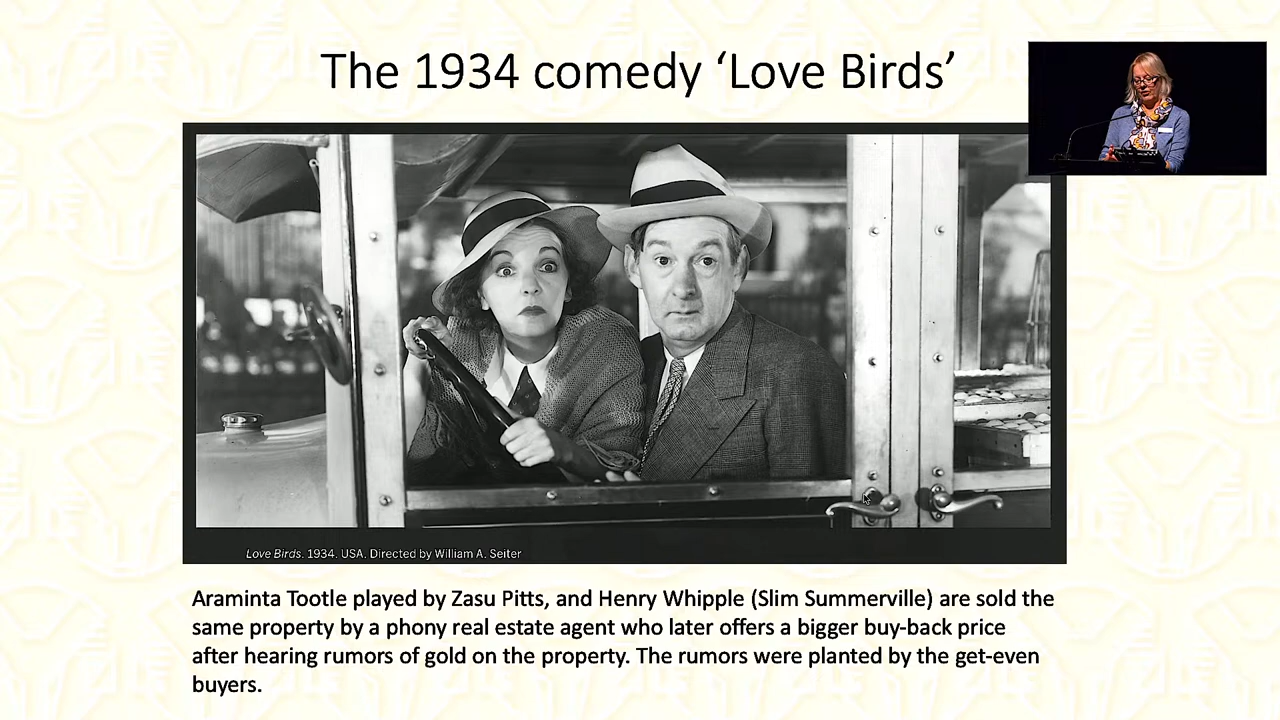 The 1934 comedy ‘Love Birds’
Love Birds. 1934. USA. Directed by William A. Seiter
Araminta Tootle played by Zasu Pitts, and Henry Whipple (Slim Summerville) are sold the
same property by a phony real estate agent who later offers a bigger buy-back price
after hearing rumors of gold on the property. The rumors were planted by the get-even
buyers.